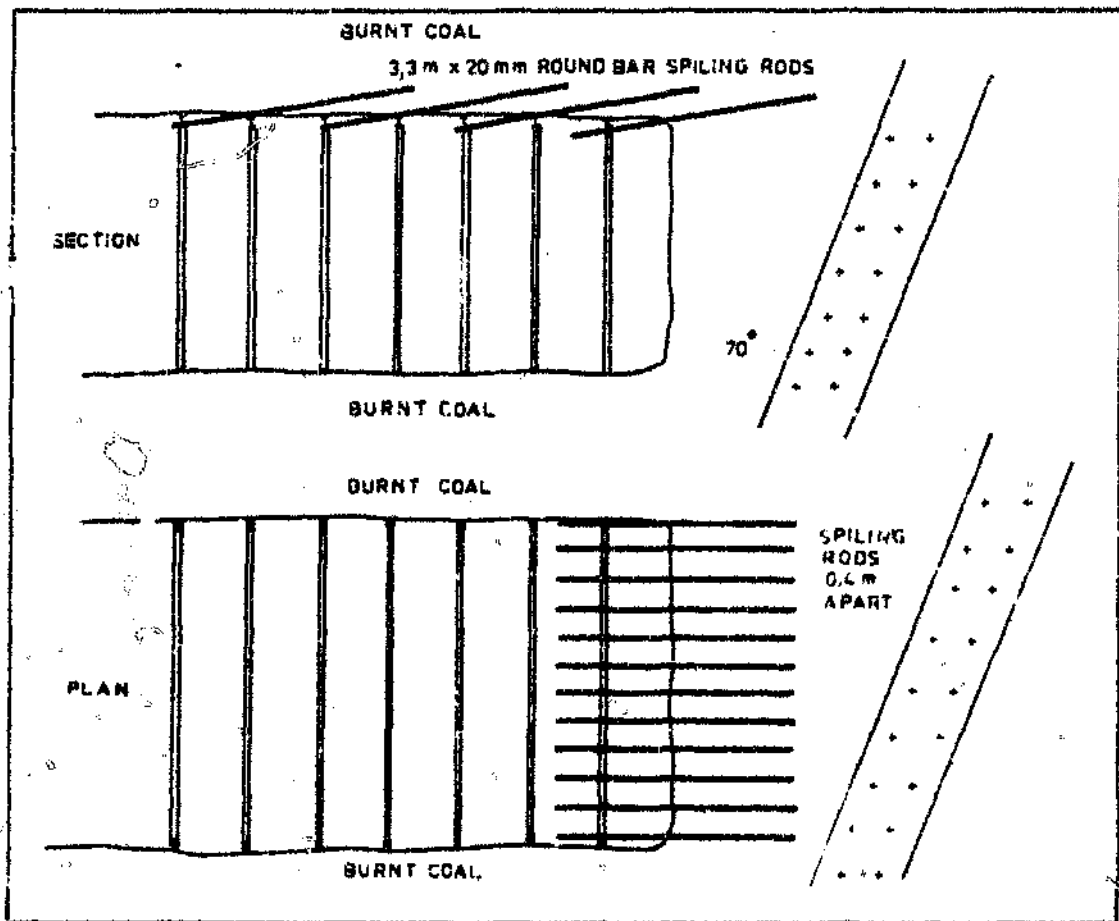 BURNT COAL
3,3 m x 20 mm ROUND BAR SPILING RODS
SECTION
70°
BURNT COAL
BURNT COAL
SPILING
RODS
0,4 m
APART
PLAN
BURNT COAL